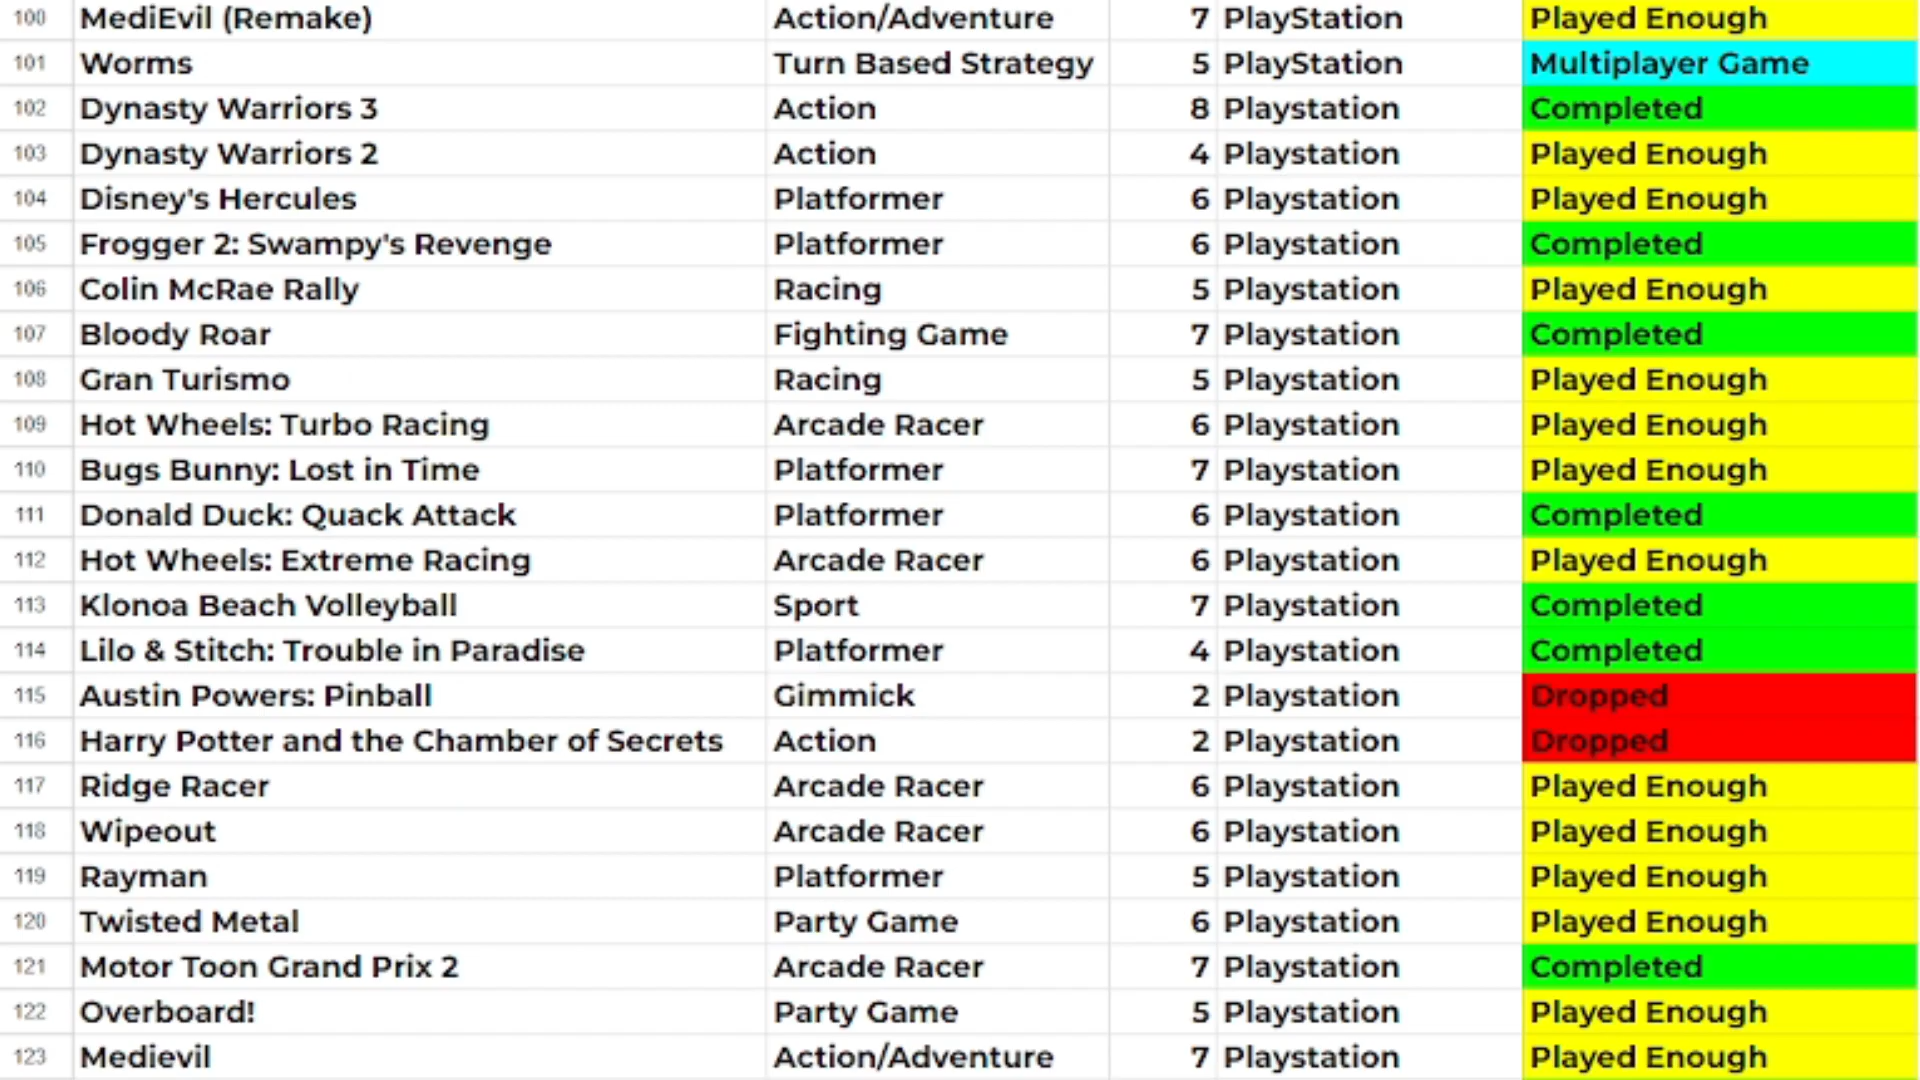 100 MediEvil (Remake) Action/Adventure 7 PlayStation Played Enough
101 Worms Turn Based Strategy 5 PlayStation Multiplayer Game
102 Dynasty Warriors 3 Action 8 Playstation Completed
103 Dynasty Warriors 2 Action 4 Playstation Played Enough
104 Disney's Hercules Platformer 6 Playstation Played Enough
105 Frogger 2: Swampy's Revenge Platformer 6 Playstation Completed
106 Colin McRae Rally Racing 5 Playstation Played Enough
107 Bloody Roar Fighting Game 7 Playstation Completed
108 Gran Turismo Racing 5 Playstation Played Enough
109 Hot Wheels: Turbo Racing Arcade Racer 6 Playstation Played Enough
110 Bugs Bunny: Lost in Time Platformer 7 Playstation Played Enough
111 Donald Duck: Quack Attack Platformer 6 Playstation Completed
112 Hot Wheels: Extreme Racing Arcade Racer 6 Playstation Played Enough
113 Klonoa Beach Volleyball Sport 7 Playstation Completed
114 Lilo & Stitch: Trouble in Paradise Platformer 4 Playstation Completed
115 Austin Powers: Pinball Gimmick 2 Playstation Dropped
116 Harry Potter and the Chamber of Secrets Action 2 Playstation Dropped
117 Ridge Racer Arcade Racer 6 Playstation Played Enough
118 Wipeout Arcade Racer 6 Playstation Played Enough
119 Rayman Platformer 5 Playstation Played Enough
120 Twisted Metal Party Game 6 Playstation Played Enough
121 Motor Toon Grand Prix 2 Arcade Racer 7 Playstation Completed
122 Overboard! Party Game 5 Playstation Played Enough
123 Medievil Action/Adventure 7 Playstation Played Enough